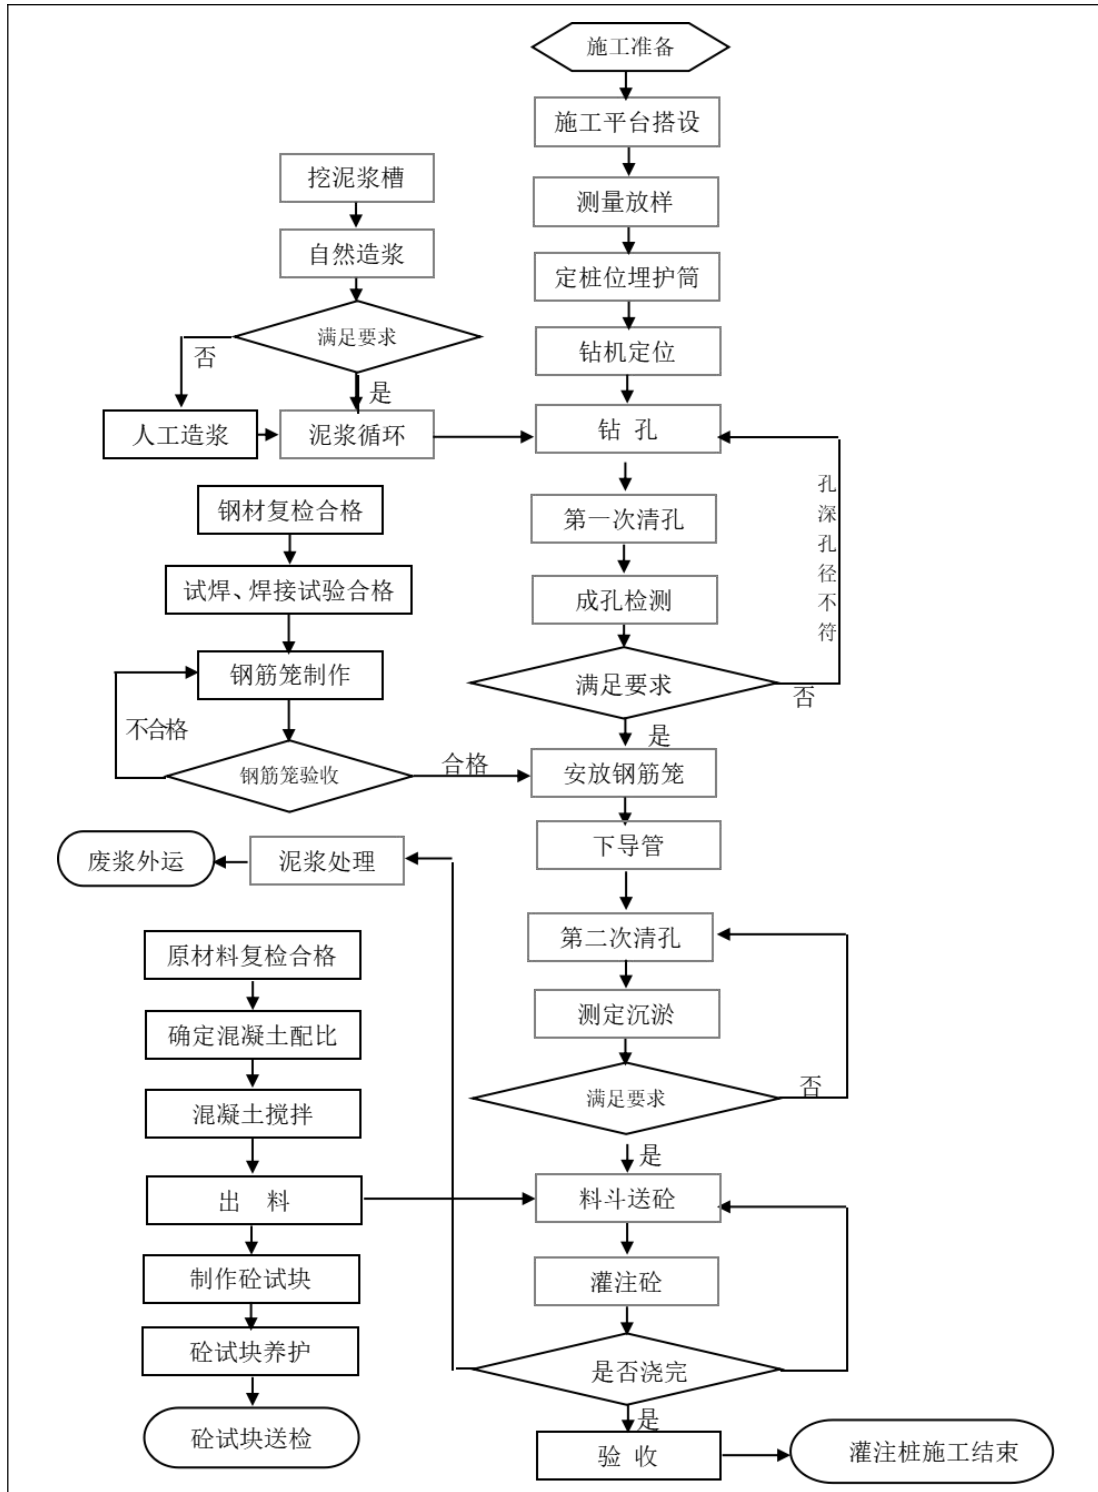 施工准备
施工平台搭设
挖泥浆槽
测量放样
自然造浆
定桩位埋护筒
满足要求
钻机定位
否
是
人工造浆
泥浆循环
钻 孔
钢材复检合格
第一次清孔
孔深孔径不符
试焊、焊接试验合格
成孔检测
钢筋笼制作
满足要求
否
不合格
是
钢筋笼验收
合格
安放钢筋笼
下导管
废浆外运
泥浆处理
第二次清孔
原材料复检合格
测定沉淤
确定混凝土配比
满足要求
否
混凝土搅拌
是
出 料
料斗送砼
制作砼试块
灌注砼
砼试块养护
是否浇完
是
砼试块送检
验 收
灌注桩施工结束